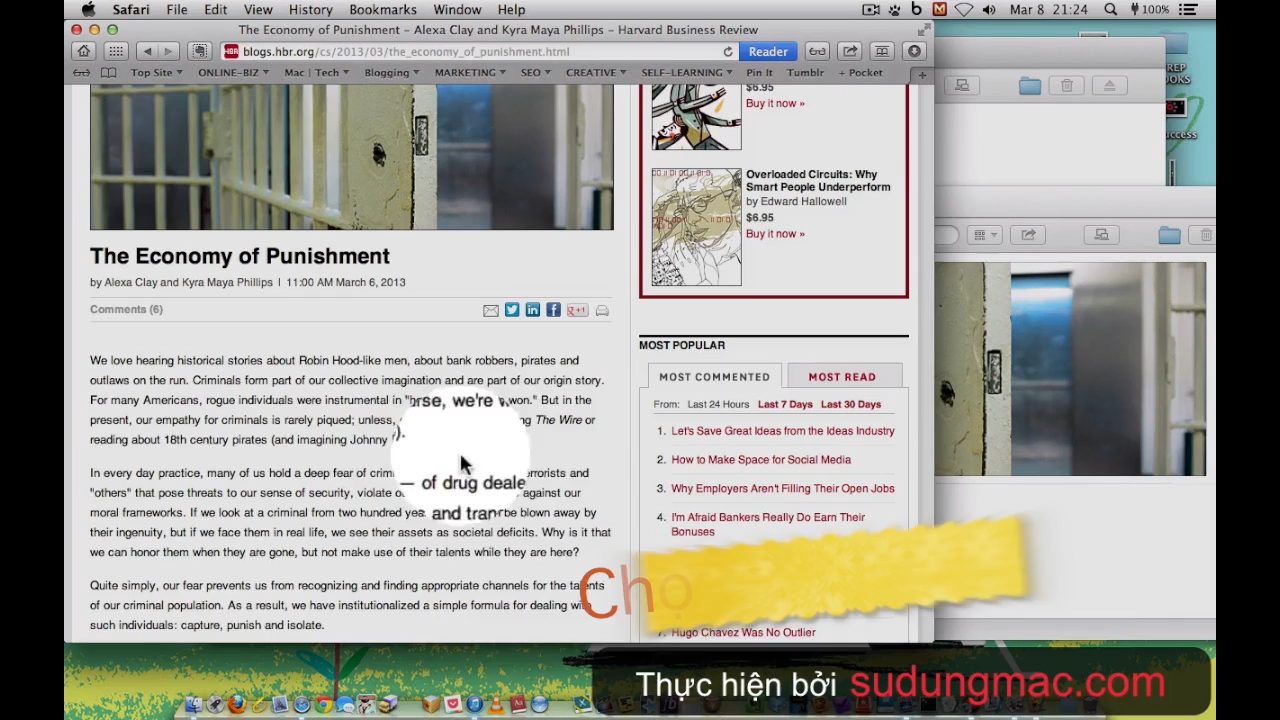 Safari File Edit View History Bookmarks Window Help
Mar 8 21:24 100%
The Economy of Punishment – Alexa Clay and Kyra Maya Phillips – Harvard Business Review
HBR blogs.hbr.org/cs/2013/03/the_economy_of_punishment.html Reader
Top Site ONLINE-BIZ Mac | Tech Blogging MARKETING SEO CREATIVE SELF-LEARNING Pin It Tumblr + Pocket
The Economy of Punishment
by Alexa Clay and Kyra Maya Phillips | 11:00 AM March 6, 2013
Comments (6)
We love hearing historical stories about Robin Hood-like men, about bank robbers, pirates and
outlaws on the run. Criminals form part of our collective imagination and are part of our origin story.
For many Americans, rogue individuals were instrumental in "
rse, we're
won." But in the
present, our empathy for criminals is rarely piqued; unless,
The Wire or
reading about 18th century pirates (and imagining Johnny
).
In every day practice, many of us hold a deep fear of
and
— of drug
"others" that pose threats to our sense of security, violate
against our
moral frameworks. If we look at a criminal from two hundred
and
be blown away by
their ingenuity, but if we face them in real life, we see their assets as societal deficits. Why is it that
we can honor them when they are gone, but not make use of their talents while they are here?
Quite simply, our fear prevents us from recognizing and finding appropriate channels for the talents
of our criminal population. As a result, we have institutionalized a simple formula for dealing with
such individuals: capture, punish and isolate.
$6.95
Buy it now »
Overloaded Circuits: Why
Smart People Underperform
by Edward Hallowell
$6.95
Buy it now »
MOST POPULAR
MOST COMMENTED MOST READ
From: Last 24 Hours Last 7 Days Last 30 Days
1. Let's Save Great Ideas from the Ideas Industry
2. How to Make Space for Social Media
3. Why Employers Aren't Filling Their Open Jobs
4. I'm Afraid Bankers Really Do Earn Their
Bonuses
7. Hugo Chavez Was No Outlier
Cho
Thực hiện bởi sudungmac.com